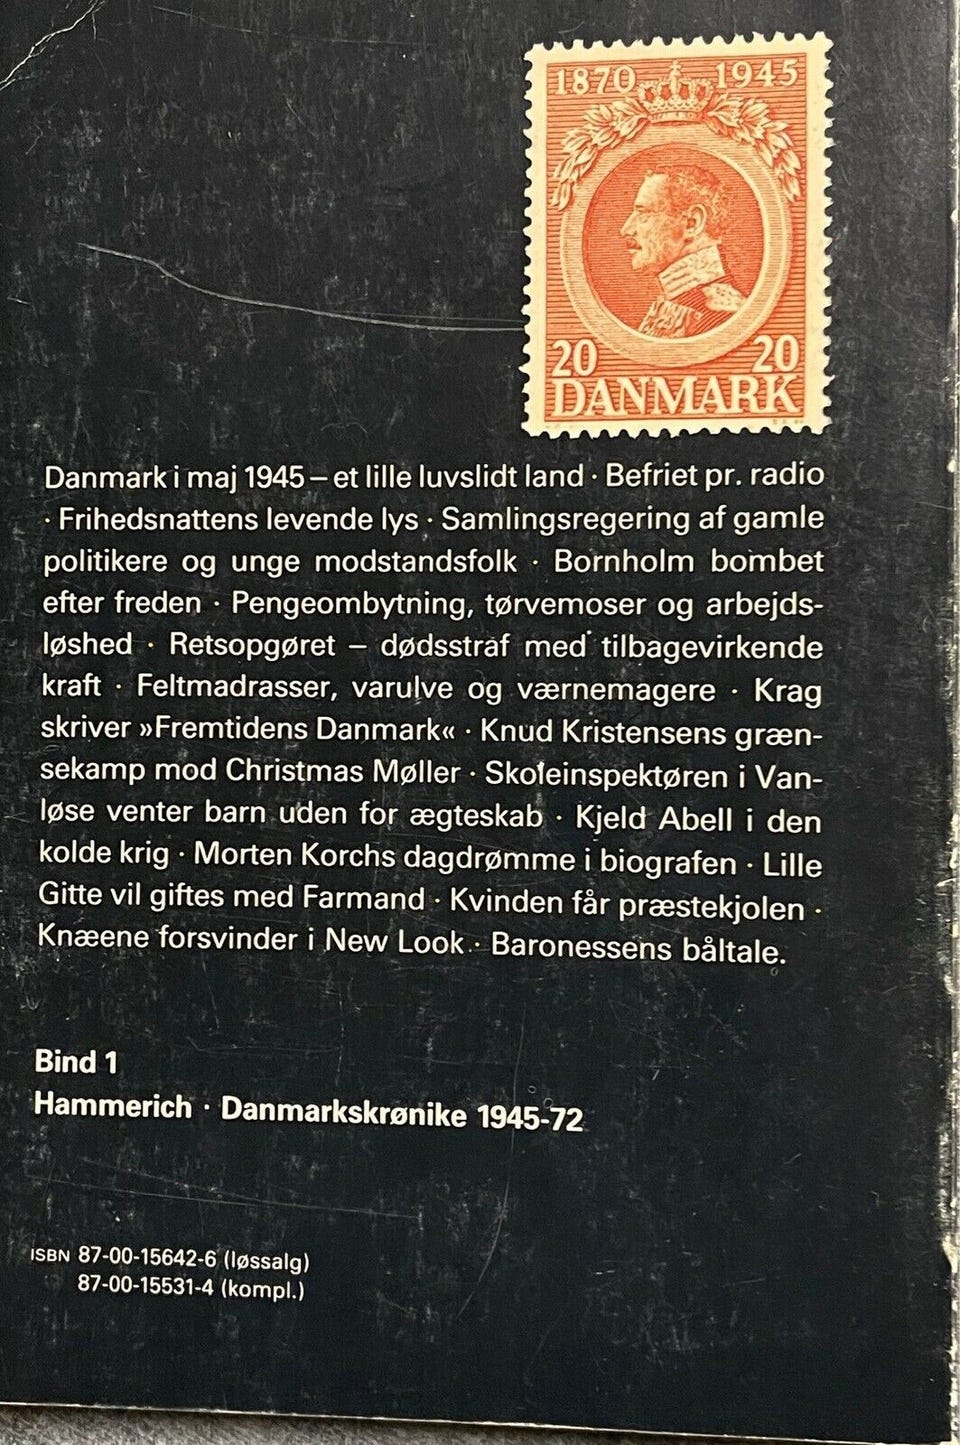 1870 1945
20 20
DANMARK
Danmark i maj 1945 – et lille luvslidt land · Befriet pr. radio
· Frihedsnattens levende lys · Samlingsregering af gamle
politikere og unge modstandsfolk · Bornholm bombet
efter freden · Pengeombytning, tørvemoser og arbejds-
løshed · Retsopgøret – dødsstraf med tilbagevirkende
kraft · Feltmadrasser, varulve og værnemagere · Krag
skriver »Fremtidens Danmark« · Knud Kristensens græn-
sekamp mod Christmas Møller · Skoleinspektøren i Van-
løse venter barn uden for ægteskab · Kjeld Abell i den
kolde krig · Morten Korchs dagdrømme i biografen · Lille
Gitte vil giftes med Farmand · Kvinden får præstekjolen ·
Knæene forsvinder i New Look · Baronessens båltale.
Bind 1
Hammerich · Danmarkskrønike 1945-72
ISBN 87-00-15642-6 (løssalg)
87-00-15531-4 (kompl.)